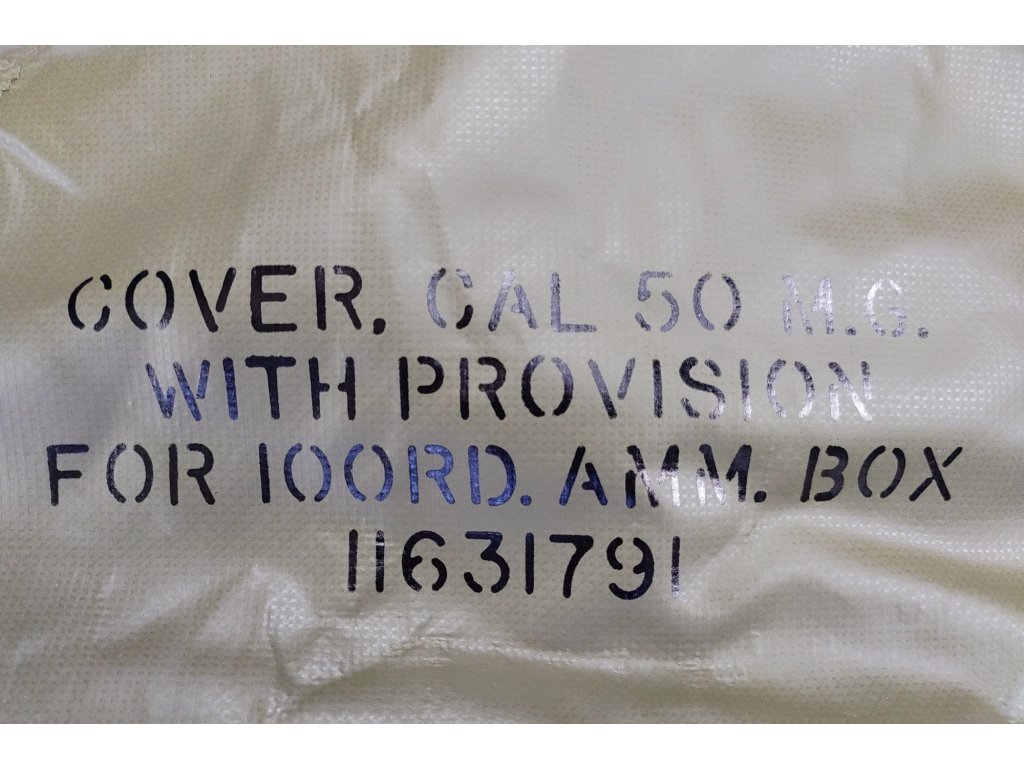 COVER, CAL 50 M.G.
WITH PROVISION
FOR 100RD. AMM. BOX
11631791